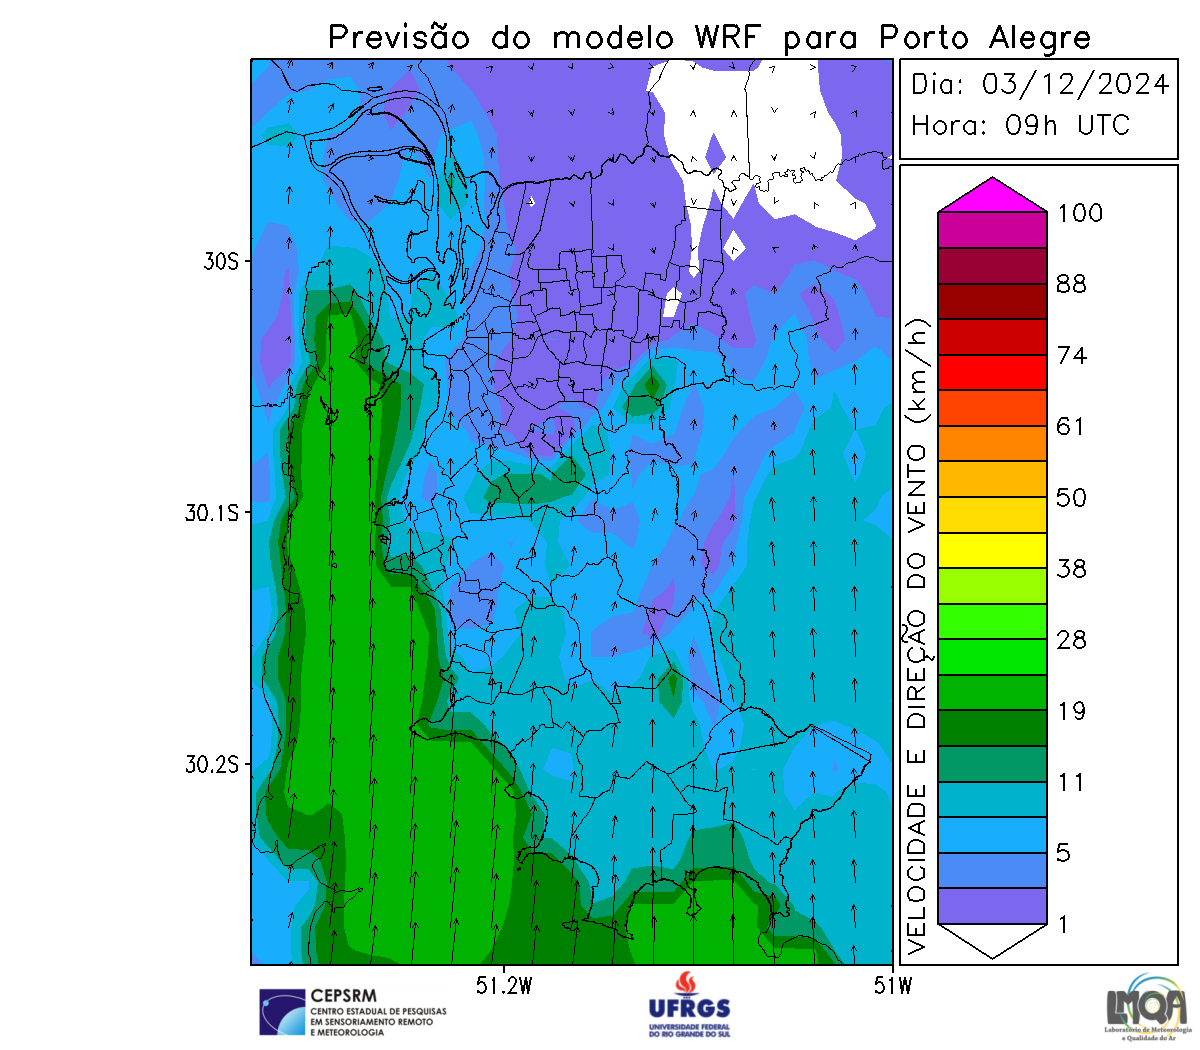 Previsão do modelo WRF para Porto Alegre
Dia: 03/12/2024
Hora: 09h UTC
30S
30.1S
30.2S
51.2W
51W
VELOCIDADE E DIREÇÃO DO VENTO (km/h)
100
88
74
61
50
38
28
19
11
5
1
CEPSRM
CENTRO ESTADUAL DE PESQUISAS
EM SENSORIAMENTO REMOTO
E METEOROLOGIA
UFRGS
UNIVERSIDADE FEDERAL
DO RIO GRANDE DO SUL
LMQA
Laboratório de Meteorologia
e Qualidade do Ar